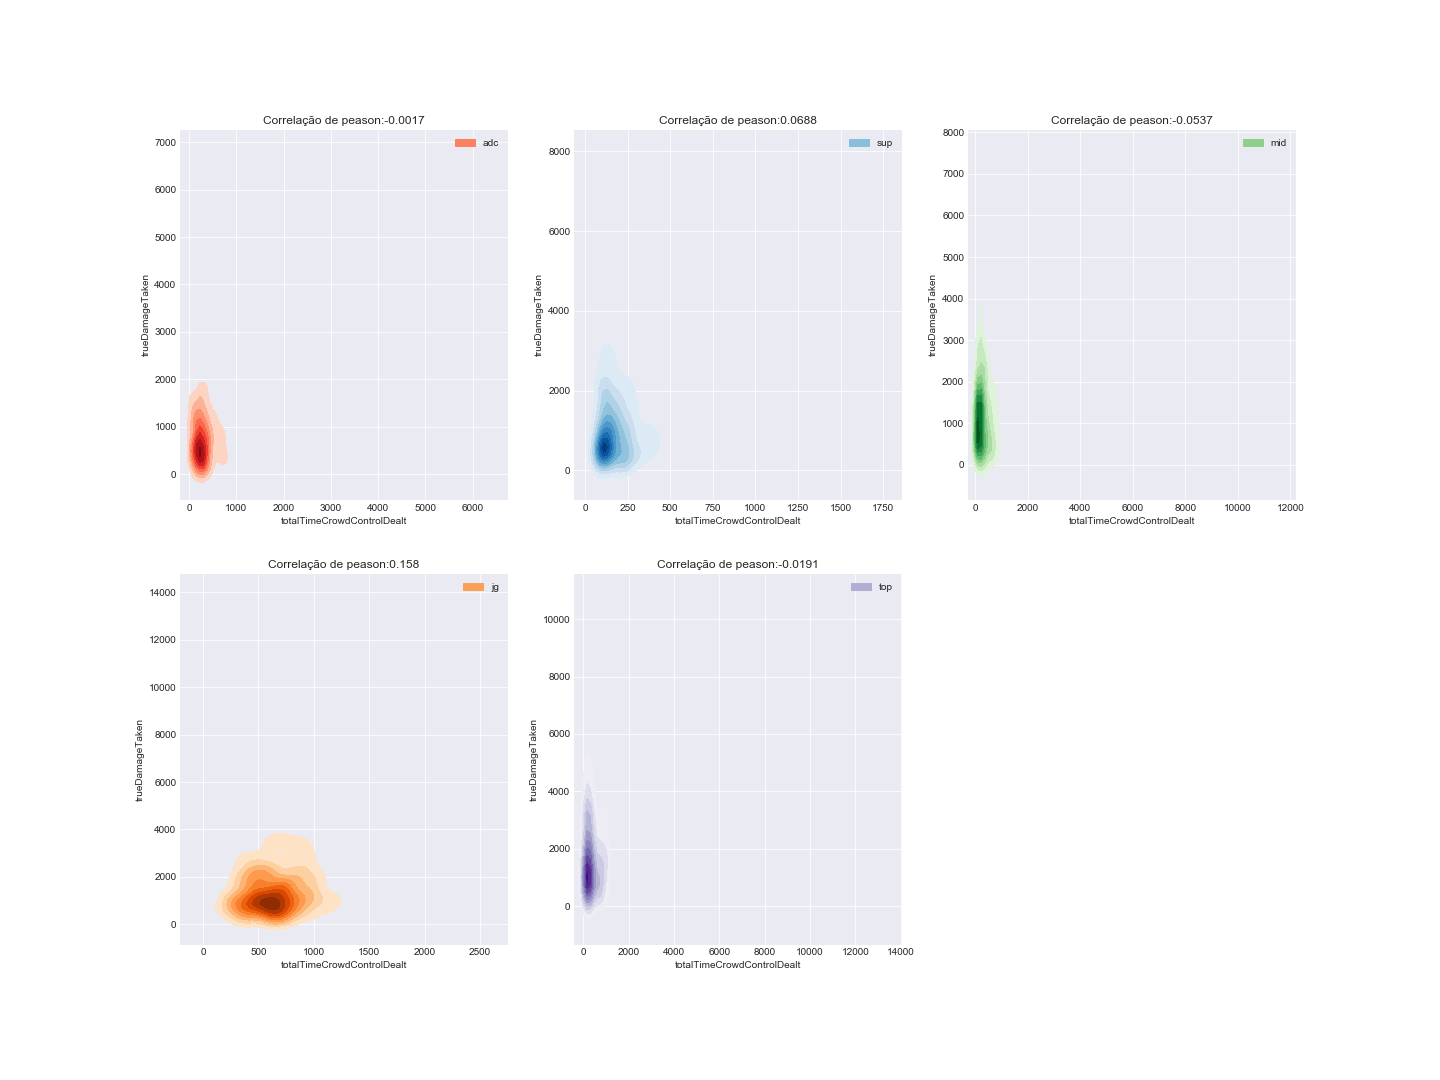 Correlação de peason:-0.0017
adc
7000
6000
5000
4000
3000
2000
1000
0
trueDamageTaken
0 1000 2000 3000 4000 5000 6000
totalTimeCrowdControlDealt
Correlação de peason:0.0688
sup
8000
6000
4000
2000
0
trueDamageTaken
0 250 500 750 1000 1250 1500 1750
totalTimeCrowdControlDealt
Correlação de peason:-0.0537
mid
8000
7000
6000
5000
4000
3000
2000
1000
0
trueDamageTaken
0 2000 4000 6000 8000 10000 12000
totalTimeCrowdControlDealt
Correlação de peason:0.158
jg
14000
12000
10000
8000
6000
4000
2000
0
trueDamageTaken
0 500 1000 1500 2000 2500
totalTimeCrowdControlDealt
Correlação de peason:-0.0191
top
10000
8000
6000
4000
2000
0
trueDamageTaken
0 2000 4000 6000 8000 10000 12000 14000
totalTimeCrowdControlDealt